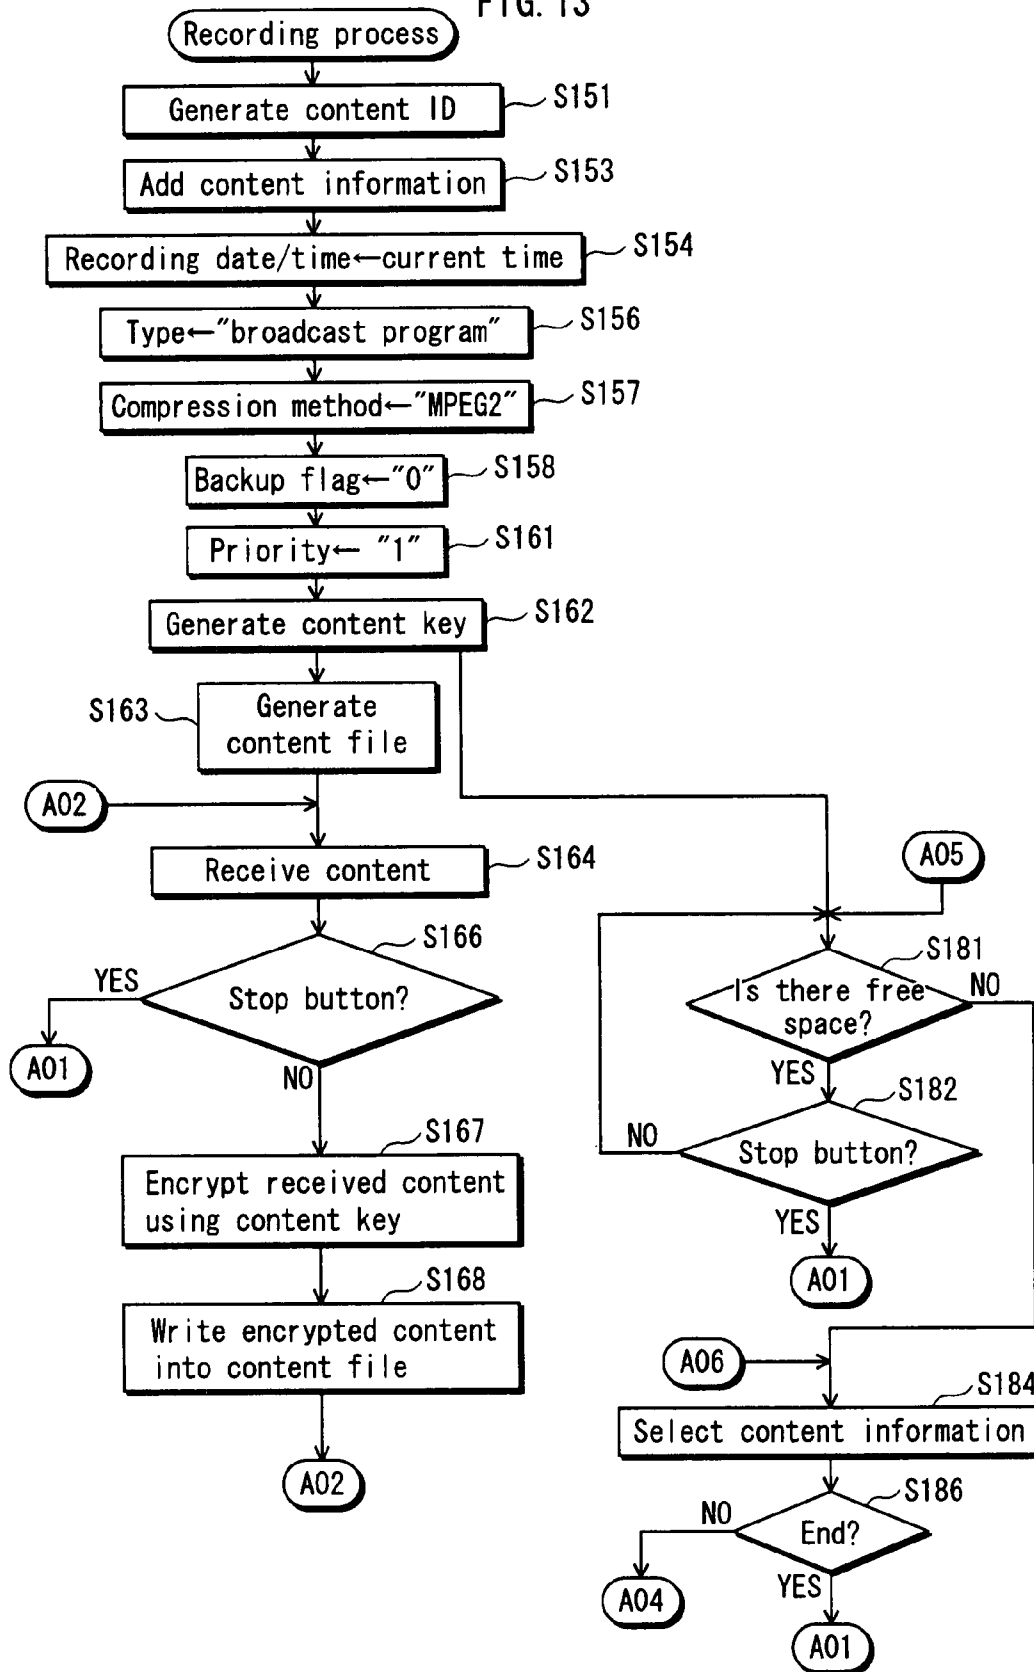 FIG. 13
Recording process
Generate content ID
S151
Add content information
S153
Recording date/time←current time
S154
Type←"broadcast program"
S156
Compression method←"MPEG2"
S157
Backup flag←"0"
S158
Priority← "1"
S161
Generate content key
S162
S163
Generate
content file
A02
Receive content
S164
Stop button?
S166
YES
A01
NO
Encrypt received content
using content key
S167
Write encrypted content
into content file
S168
A02
A05
Is there free
space?
S181
NO
YES
Stop button?
S182
NO
YES
A01
A06
Select content information
S184
End?
S186
NO
A04
YES
A01